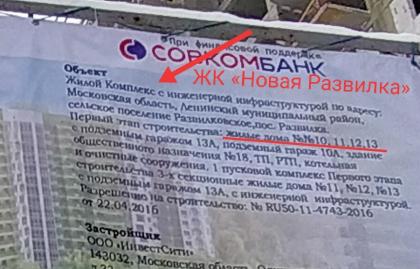 При финансовой поддержке
СОВКОМБАНК
ЖК «Новая Развилка»
Объект
Жилой Комплекс с инженерной инфраструктурой по адресу:
Московская область, Ленинский муниципальный район,
сельское поселение Развилковское, пос. Развилка.
Первый этап строительства: жилые дома №№10, 11,12,13
с подземным гаражом 13А, подземный гараж 10А, здание
общественного назначения №18, ТП, РТП, котельная
и очистные сооружения, 1 пусковой комплекс Первого этапа
строительства 3-х секционные жилые дома №11, №12, №13
с подземным гаражом 13А, с инженерной инфраструктурой.
Разрешение на строительство: № RU50-11-4743-2016
от 22.04.2016
Застройщик
ООО «ИнвестСити»
143032, Московская область, Одинцовский